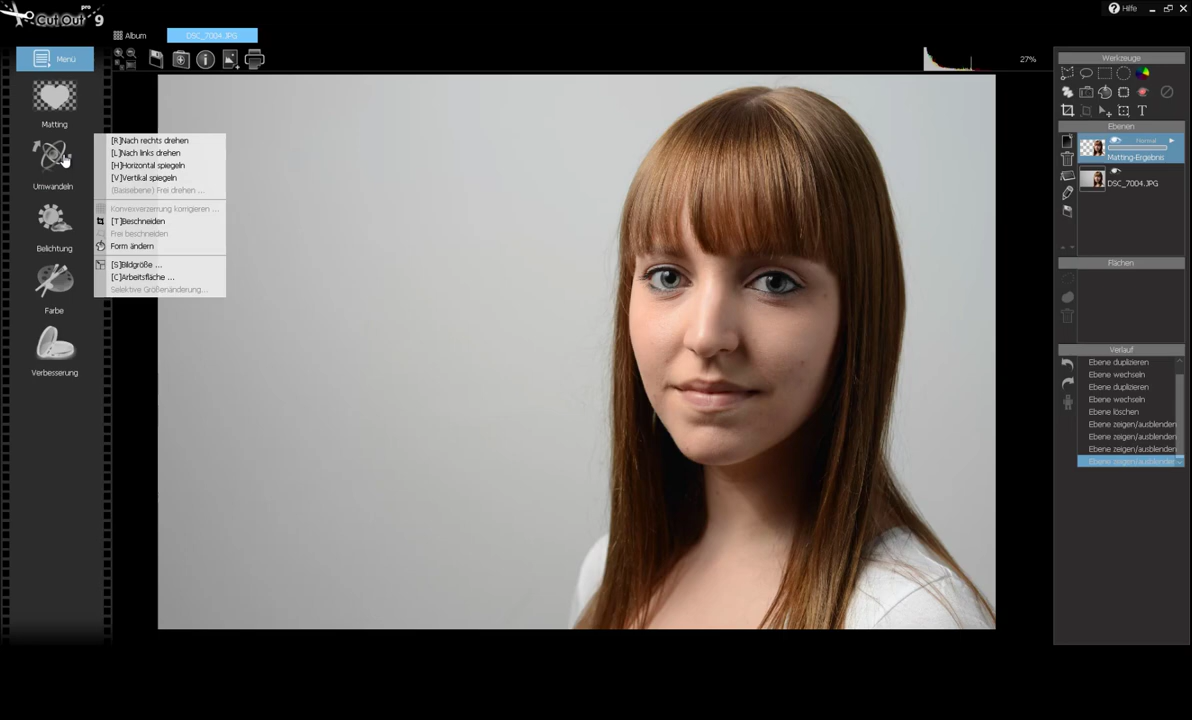 CutOut pro 9
Hilfe
Album
DSC_7004.JPG
Menü
27%
Matting
Umwandeln
Belichtung
Farbe
Verbesserung
[R]Nach rechts drehen
[L]Nach links drehen
[H]Horizontal spiegeln
[V]Vertikal spiegeln
(Basisebene) Frei drehen ...
Konvexverzerrung korrigieren ...
[T]Beschneiden
Frei beschneiden
Form ändern
[S]Bildgröße ...
[C]Arbeitsfläche ...
Selektive Größenänderung...
Werkzeuge
Ebenen
Normal
Matting-Ergebnis
DSC_7004.JPG
Flächen
Verlauf
Ebene duplizieren
Ebene wechseln
Ebene duplizieren
Ebene wechseln
Ebene löschen
Ebene zeigen/ausblenden
Ebene zeigen/ausblenden
Ebene zeigen/ausblenden
Ebene zeigen/ausblenden